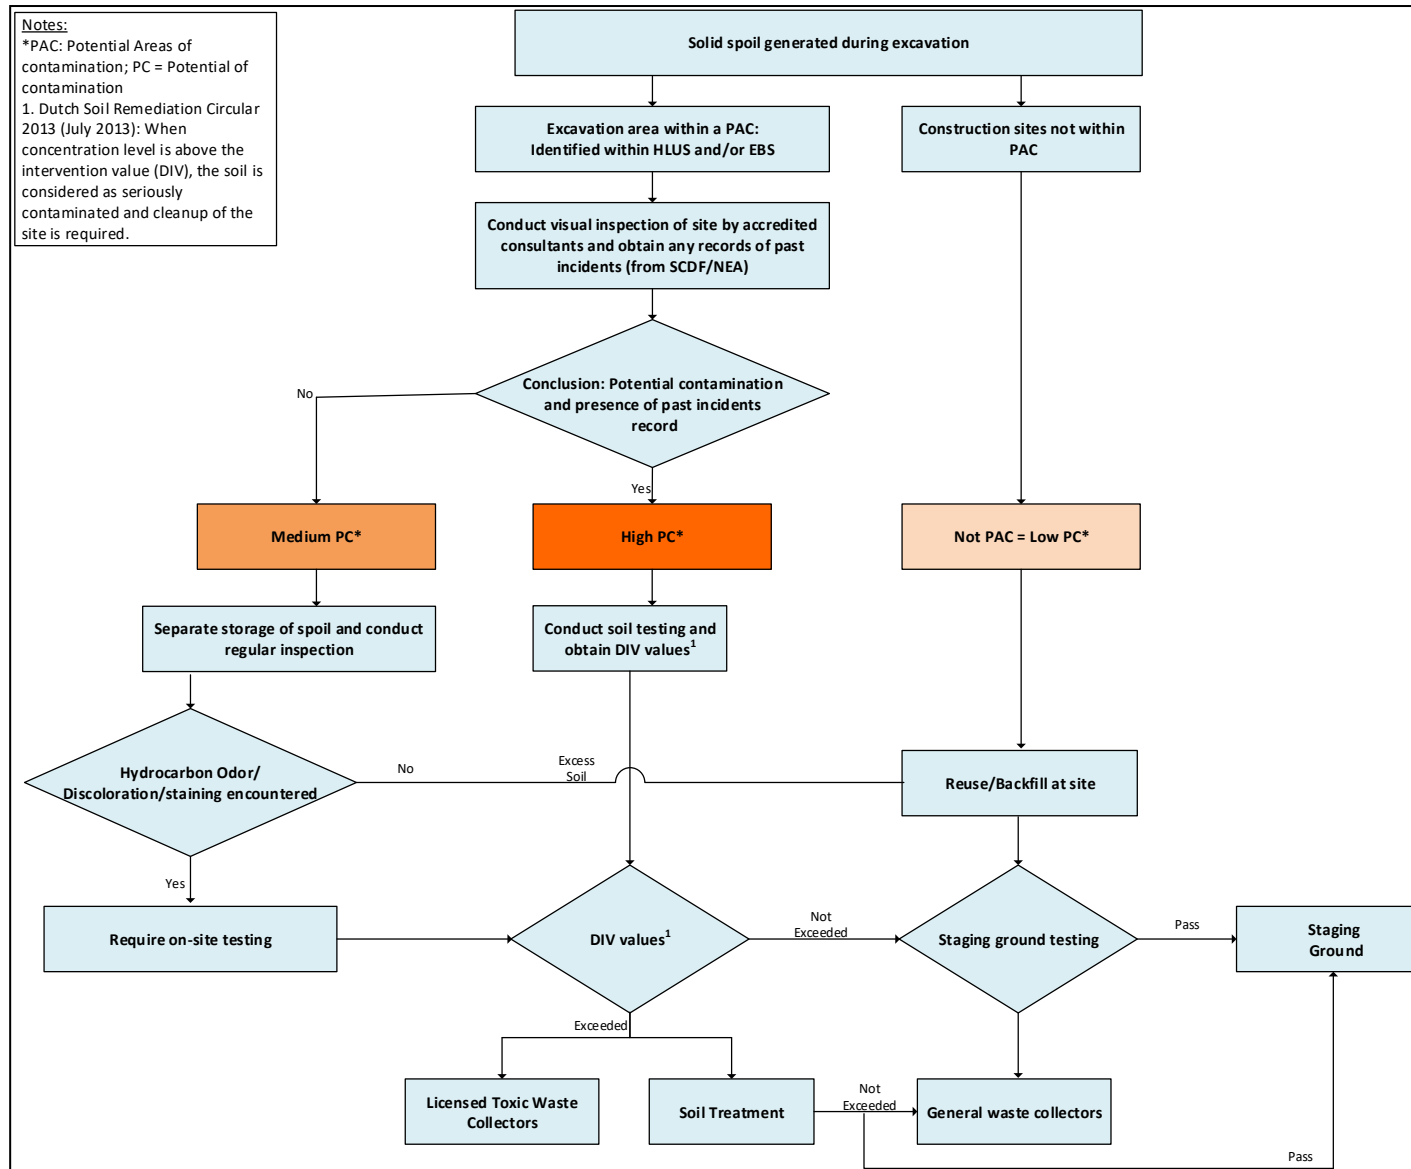 Notes:
*PAC: Potential Areas of
contamination; PC = Potential of
contamination
1. Dutch Soil Remediation Circular
2013 (July 2013): When
concentration level is above the
intervention value (DIV), the soil is
considered as seriously
contaminated and cleanup of the
site is required.
Solid spoil generated during excavation
Excavation area within a PAC:
Identified within HLUS and/or EBS
Construction sites not within
PAC
Conduct visual inspection of site by accredited
consultants and obtain any records of past
incidents (from SCDF/NEA)
Conclusion: Potential contamination
and presence of past incidents
record
No
Yes
Medium PC*
High PC*
Not PAC = Low PC*
Separate storage of spoil and conduct
regular inspection
Conduct soil testing and
obtain DIV values1
Hydrocarbon Odor/
Discoloration/staining encountered
No
Excess
Soil
Reuse/Backfill at site
Yes
Require on-site testing
DIV values1
Not
Exceeded
Staging ground testing
Pass
Staging
Ground
Exceeded
Licensed Toxic Waste
Collectors
Soil Treatment
Not
Exceeded
General waste collectors
Pass